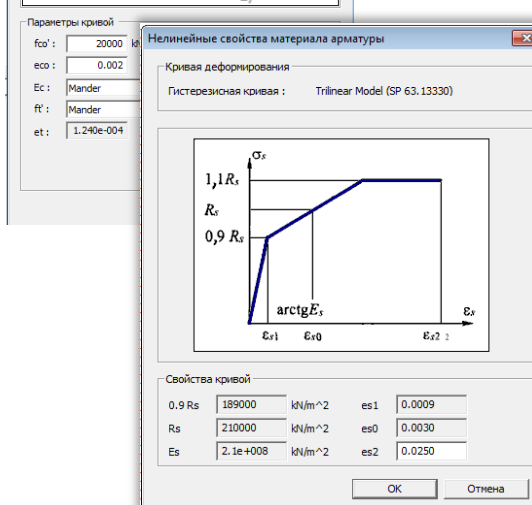 Параметры кривой
fco' : 20000 kN
eco : 0.002
Ec : Mander
ft' : Mander
et : 1.240e-004
Нелинейные свойства материала арматуры
Кривая деформирования
Гистерезисная кривая : Trilinear Model (SP 63.13330)
σs
1,1Rs
Rs
0,9 Rs
arctgEs
εs
εs1 εs0 εs2 2
Свойства кривой
0.9 Rs 189000 kN/m^2 es1 0.0009
Rs 210000 kN/m^2 es0 0.0030
Es 2.1e+008 kN/m^2 es2 0.0250
OK Отмена